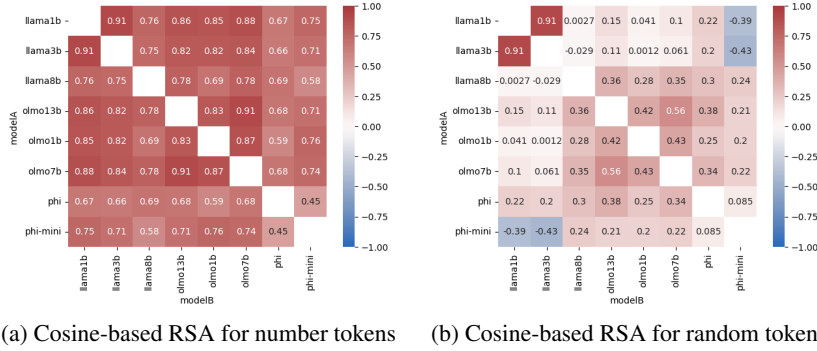 llama1b 0.91 0.76 0.86 0.85 0.88 0.67 0.75
llama3b 0.91 0.75 0.82 0.82 0.84 0.66 0.71
llama8b 0.76 0.75 0.78 0.69 0.78 0.69 0.58
olmo13b 0.86 0.82 0.78 0.83 0.91 0.68 0.71
olmo1b 0.85 0.82 0.69 0.83 0.87 0.59 0.76
olmo7b 0.88 0.84 0.78 0.91 0.87 0.68 0.74
phi 0.67 0.66 0.69 0.68 0.59 0.68 0.45
phi-mini 0.75 0.71 0.58 0.71 0.76 0.74 0.45
modelA
llama1b llama3b llama8b olmo13b olmo1b olmo7b phi phi-mini
modelB
1.00
0.75
0.50
0.25
0.00
−0.25
−0.50
−0.75
−1.00
(a) Cosine-based RSA for number tokens
llama1b 0.91 0.0027 0.15 0.041 0.1 0.22 -0.39
llama3b 0.91 -0.029 0.11 0.0012 0.061 0.2 -0.43
llama8b -0.0027 -0.029 0.36 0.28 0.35 0.3 0.24
olmo13b 0.15 0.11 0.36 0.42 0.56 0.38 0.21
olmo1b 0.041 0.0012 0.28 0.42 0.43 0.25 0.2
olmo7b 0.1 0.061 0.35 0.56 0.43 0.34 0.22
phi 0.22 0.2 0.3 0.38 0.25 0.34 0.085
phi-mini -0.39 -0.43 0.24 0.21 0.2 0.22 0.085
modelA
llama1b llama3b llama8b olmo13b olmo1b olmo7b phi phi-mini
modelB
1.00
0.75
0.50
0.25
0.00
−0.25
−0.50
−0.75
−1.00
(b) Cosine-based RSA for random token